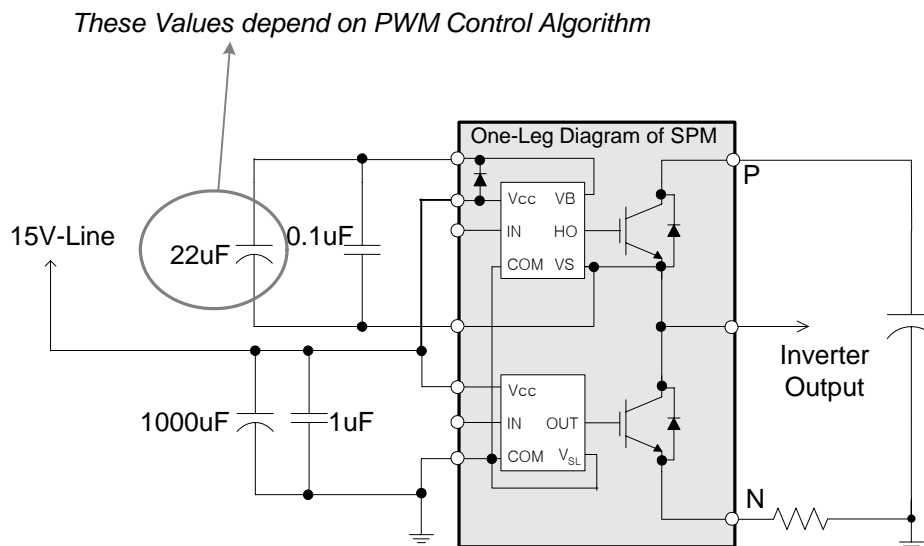 These Values depend on PWM Control Algorithm
One-Leg Diagram of SPM
P
Vcc VB
15V-Line
22uF
0.1uF
IN HO
COM VS
Inverter
Output
Vcc
1000uF
1uF
IN OUT
COM VSL
N